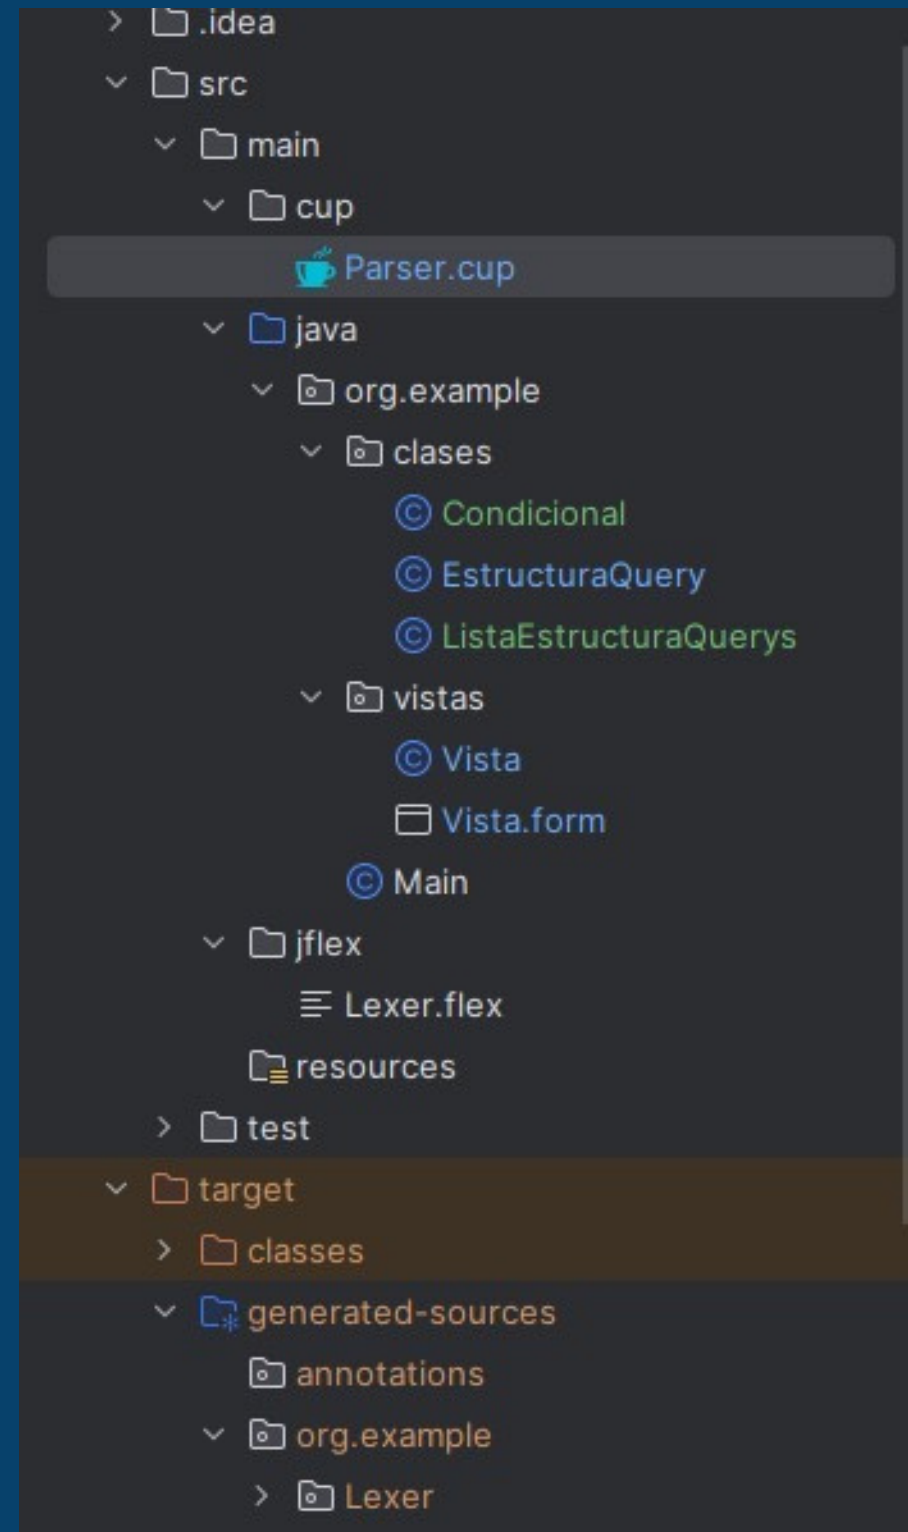 .idea
src
main
cup
Parser.cup
java
org.example
clases
Condicional
EstructuraQuery
ListaEstructuraQuerys
vistas
Vista
Vista.form
Main
jflex
Lexer.flex
resources
test
target
classes
generated-sources
annotations
org.example
Lexer